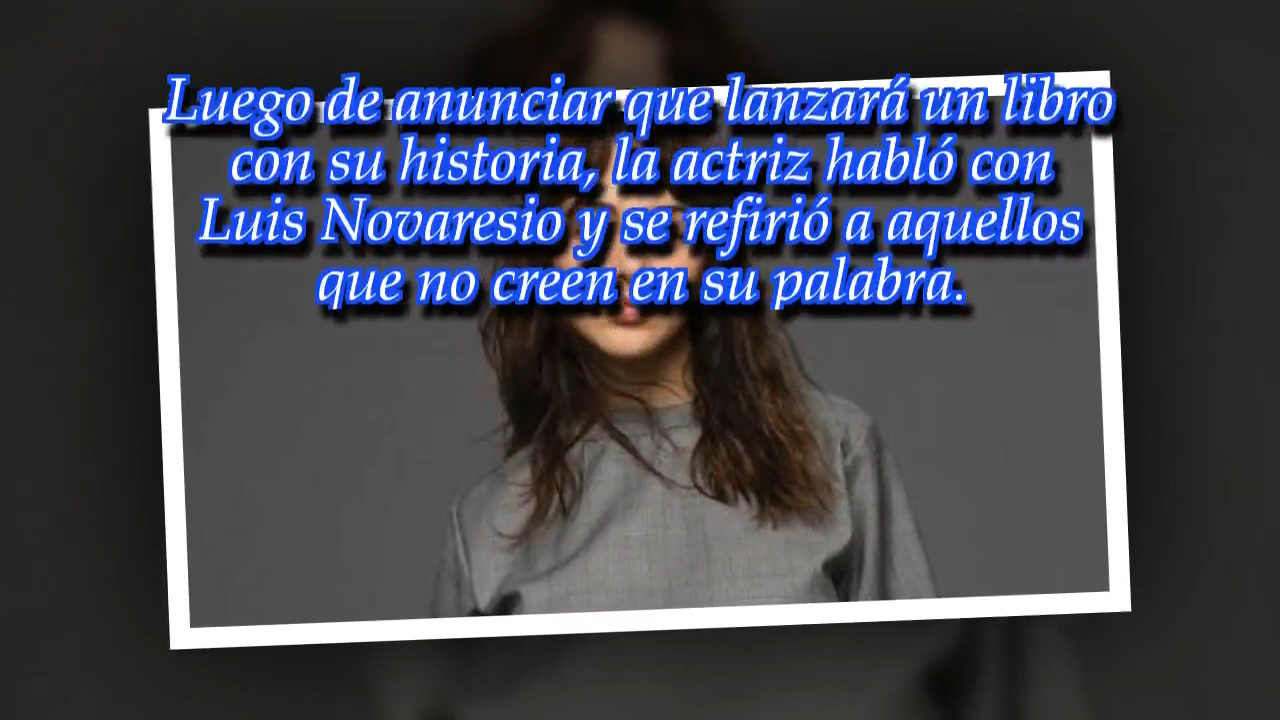 Luego de anunciar que lanzará un libro
con su historia, la actriz habló con
Luis Novaresio y se refirió a aquellos
que no creen en su palabra.